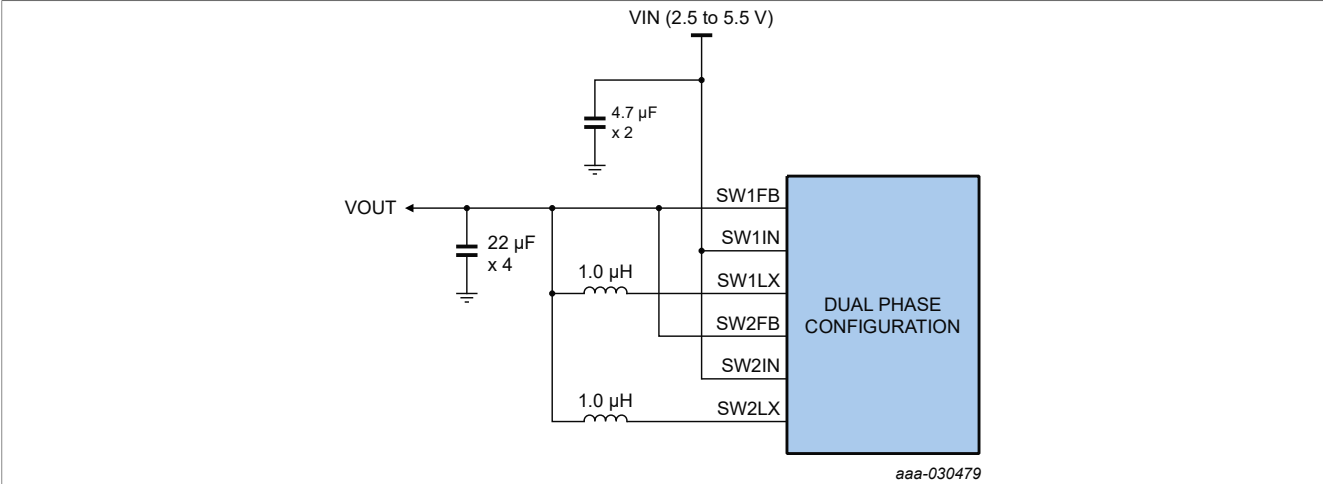 VIN (2.5 to 5.5 V)
4.7 µF
x 2
VOUT
22 µF
x 4
1.0 µH
1.0 µH
SW1FB
SW1IN
SW1LX
SW2FB
SW2IN
SW2LX
DUAL PHASE
CONFIGURATION
aaa-030479